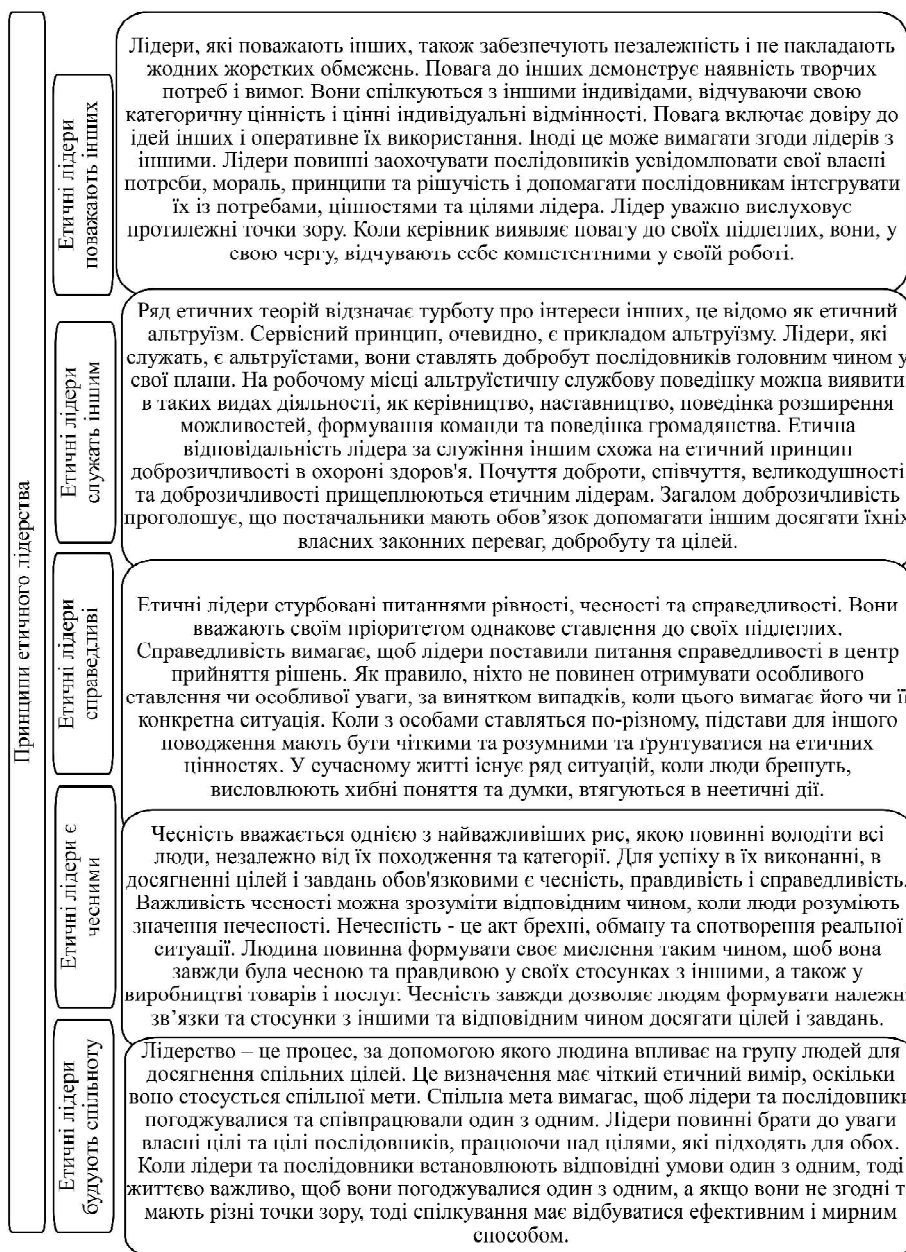 Принципи етичного лідерства
Етичні лідери
поважають інших
Лідери, які поважають інших, також забезпечують незалежність і не накладають
жодних жорстких обмежень. Повага до інших демонструє наявність творчих
потреб і вимог. Вони спілкуються з іншими індивідами, відчуваючи свою
категоричну цінність і цінні індивідуальні відмінності. Повага включає довіру до
ідей інших і оперативне їх використання. Іноді це може вимагати згоди лідерів з
іншими. Лідери повинні заохочувати послідовників усвідомлювати свої власні
потреби, мораль, принципи та рішучість і допомагати послідовникам інтегрувати
їх із потребами, цінностями та цілями лідера. Лідер уважно вислуховує
протилежні точки зору. Коли керівник виявляє повагу до своїх підлеглих, вони, у
свою чергу, відчувають себе компетентними у своїй роботі.
Етичні лідери
служать іншим
Ряд етичних теорій відзначає турботу про інтереси інших, це відомо як етичний
альтруїзм. Сервісний принцип, очевидно, є прикладом альтруїзму. Лідери, які
служать, є альтруїстами, вони ставлять добробут послідовників головним чином у
свої плани. На робочому місці альтруїстичну службову поведінку можна виявити
в таких видах діяльності, як керівництво, наставництво, поведінка розширення
можливостей, формування команди та поведінка громадянства. Етична
відповідальність лідера за служіння іншим схожа на етичний принцип
доброзичливості в охороні здоров'я. Почуття доброти, співчуття, великодушності
та доброзичливості прищеплюються етичним лідерам. Загалом доброзичливість
проголошує, що постачальники мають обов’язок допомагати іншим досягати їхніх
власних законних переваг, добробуту та цілей.
Етичні лідери
справедливі
Етичні лідери стурбовані питаннями рівності, чесності та справедливості. Вони
вважають своїм пріоритетом однакове ставлення до своїх підлеглих.
Справедливість вимагає, щоб лідери поставили питання справедливості в центр
прийняття рішень. Як правило, ніхто не повинен отримувати особливого
ставлення чи особливої уваги, за винятком випадків, коли цього вимагає його чи її
конкретна ситуація. Коли з особами ставляться по-різному, підстави для іншого
поводження мають бути чіткими та розумними та ґрунтуватися на етичних
цінностях. У сучасному житті існує ряд ситуацій, коли люди брешуть,
висловлюють хибні поняття та думки, втягуються в неетичні дії.
Етичні лідери є
чесними
Чесність вважається однією з найважливіших рис, якою повинні володіти всі
люди, незалежно від їх походження та категорії. Для успіху в їх виконанні, в
досягненні цілей і завдань обов'язковими є чесність, правдивість і справедливість.
Важливість чесності можна зрозуміти відповідним чином, коли люди розуміють
значення нечесності. Нечесність - це акт брехні, обману та спотворення реальної
ситуації. Людина повинна формувати своє мислення таким чином, щоб вона
завжди була чесною та правдивою у своїх стосунках з іншими, а також у
виробництві товарів і послуг. Чесність завжди дозволяє людям формувати належні
зв’язки та стосунки з іншими та відповідним чином досягати цілей і завдань.
Етичні лідери
будують спільноту
Лідерство – це процес, за допомогою якого людина впливає на групу людей для
досягнення спільних цілей. Це визначення має чіткий етичний вимір, оскільки
воно стосується спільної мети. Спільна мета вимагає, щоб лідери та послідовники
погоджувалися та співпрацювали один з одним. Лідери повинні брати до уваги
власні цілі та цілі послідовників, працюючи над цілями, які підходять для обох.
Коли лідери та послідовники встановлюють відповідні умови один з одним, тоді
життєво важливо, щоб вони погоджувалися один з одним, а якщо вони не згодні т
мають різні точки зору, тоді спілкування має відбуватися ефективним і мирним
способом.